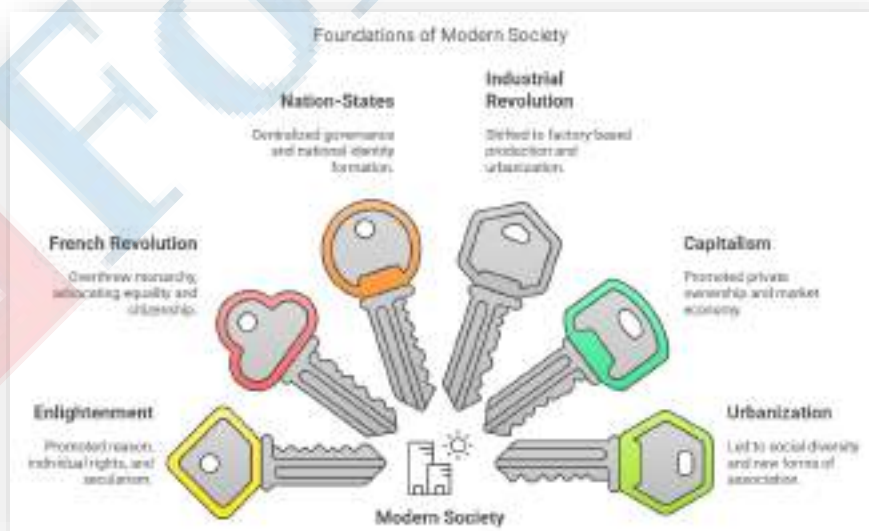 Foundations of Modern Society
Industrial
Revolution
Nation-States
Centralized governance
and national identity
formation.
Shifted to factory-based
production and
urbanization.
French Revolution
Overthrew monarchy,
advocating equality and
citizenship.
Capitalism
Promoted private
ownership and market
economy.
Enlightenment
Promoted reason,
individual rights, and
secularism.
Urbanization
Led to social diversity
and new forms of
association.
Modern Society